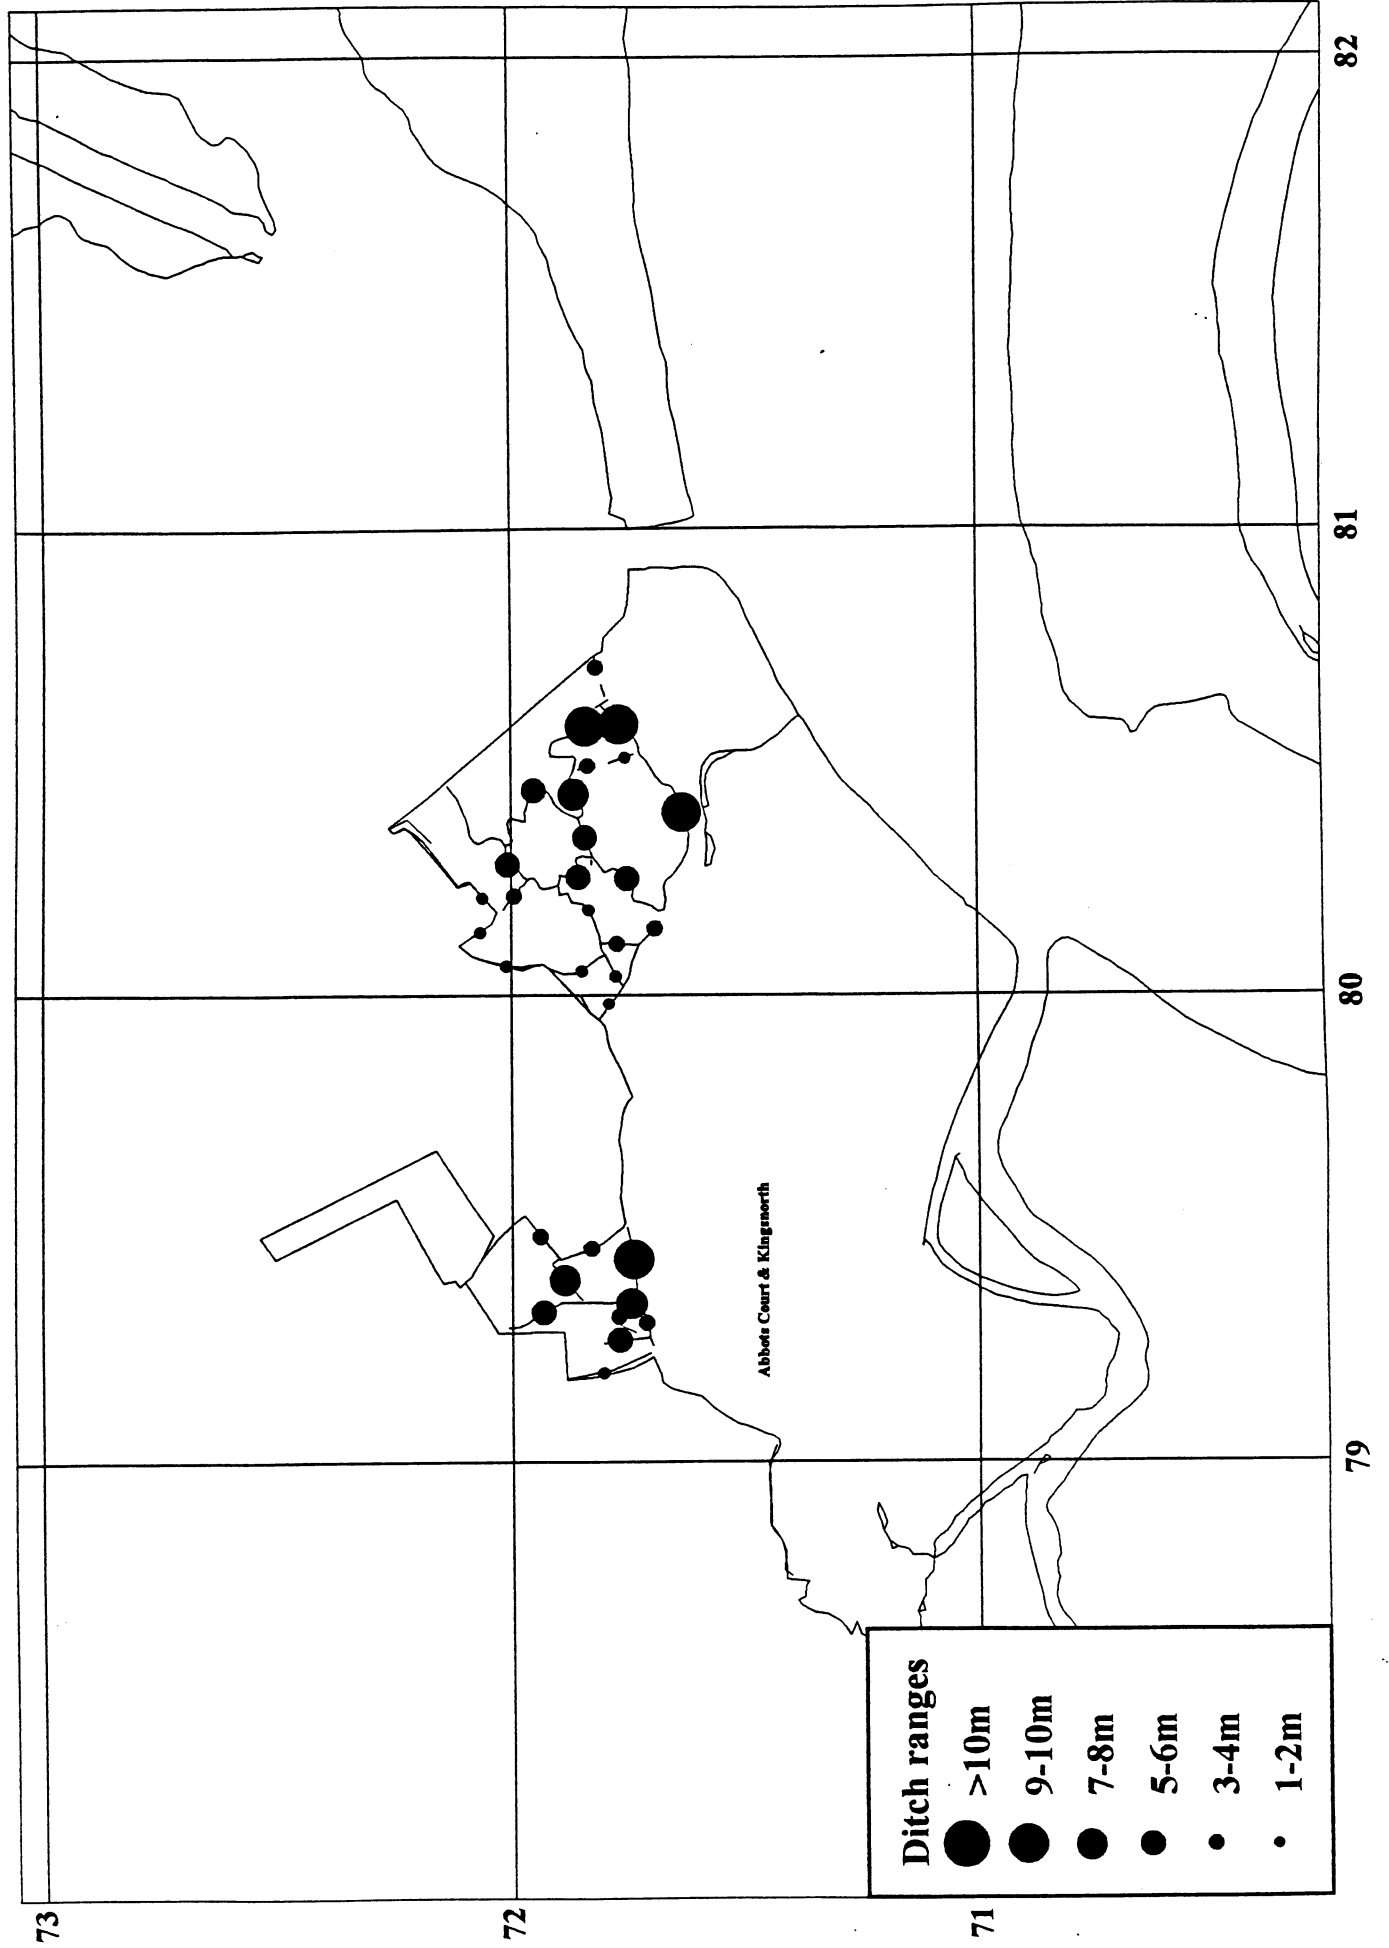 73
72
71
79
80
81
82
Abbots Court & Kingsnorth
Ditch ranges
>10m
9-10m
7-8m
5-6m
3-4m
1-2m